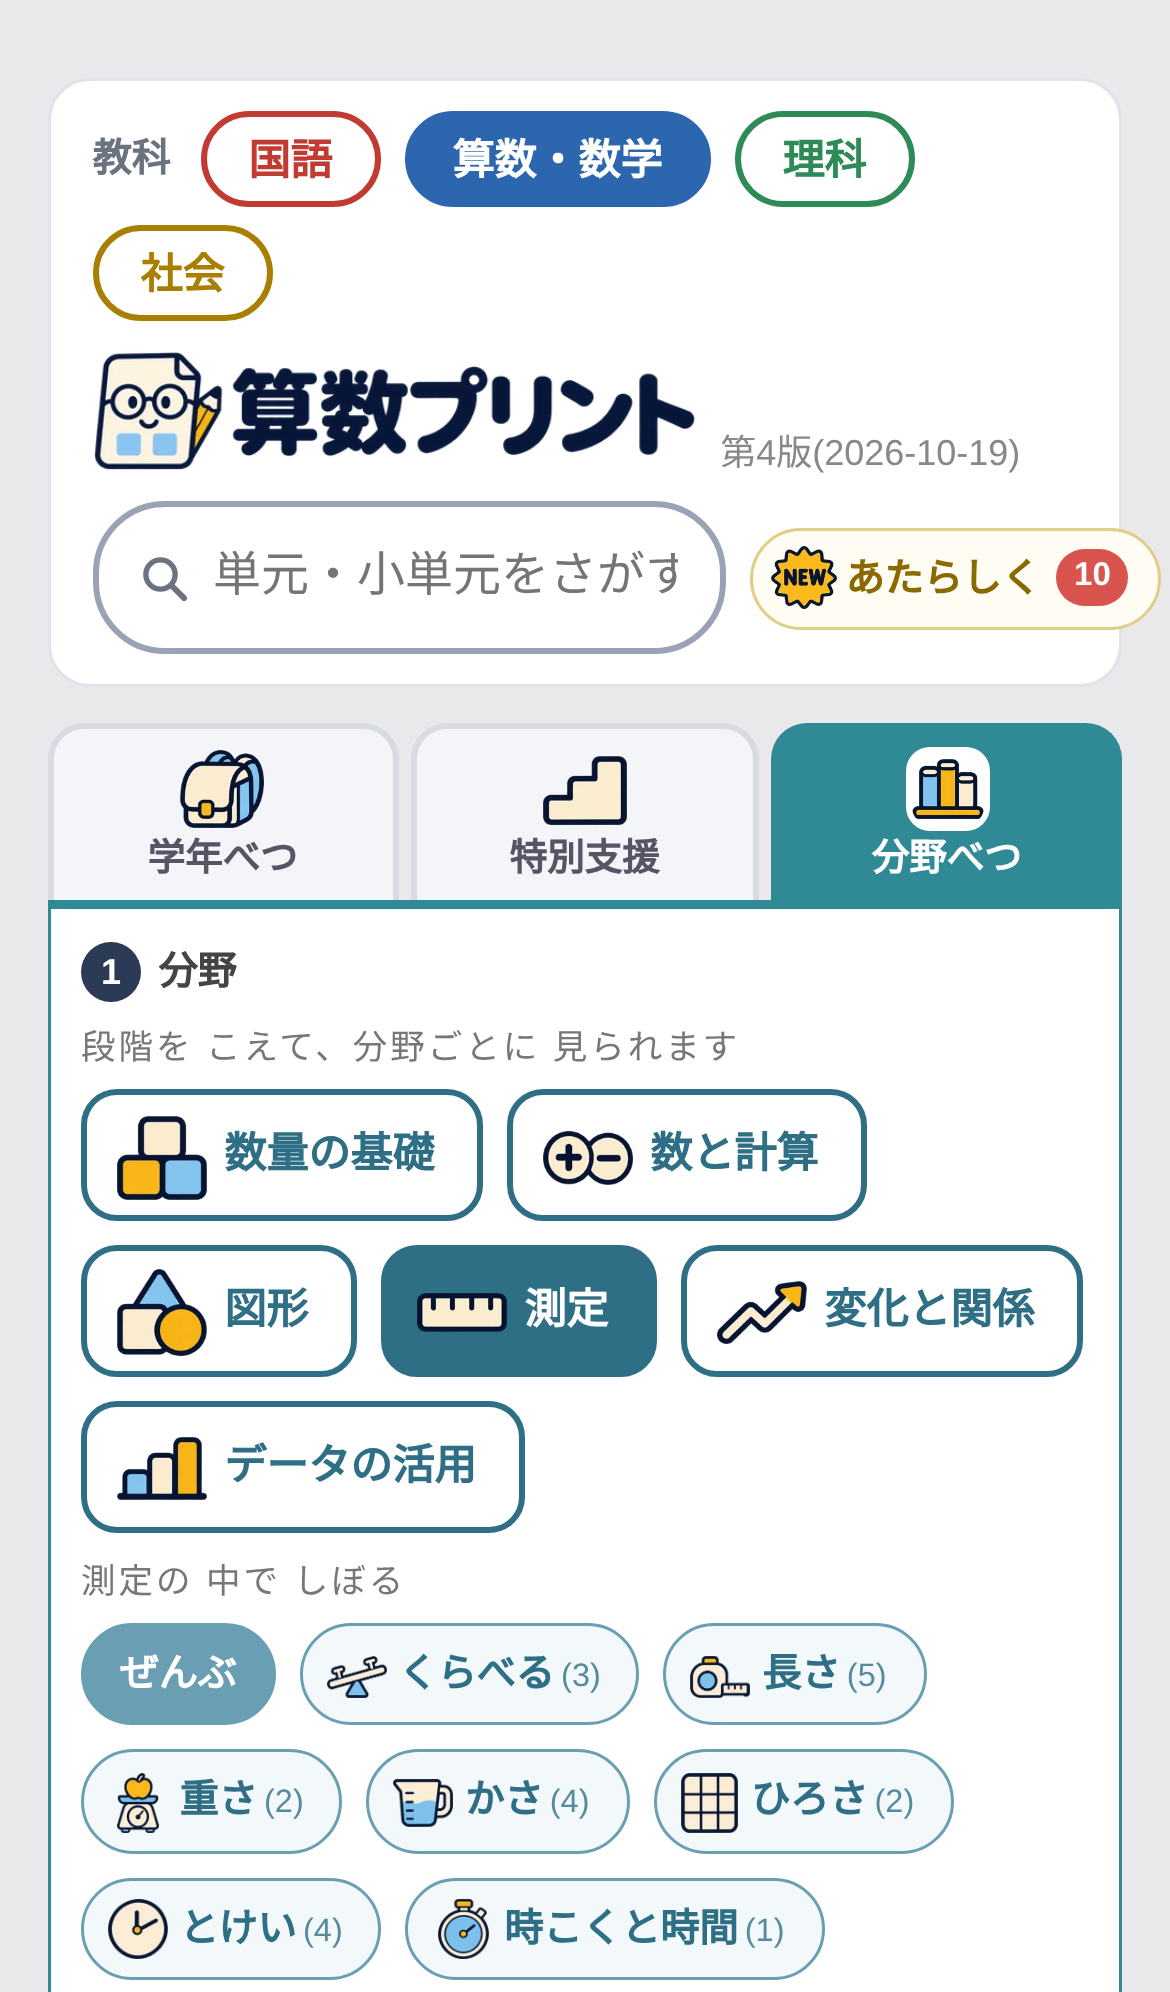 教科 国語 算数・数学 理科
社会
算数プリント 第4版(2026-10-19)
単元・小単元をさがす NEW あたらしく 10
学年べつ 特別支援 分野べつ
1 分野
段階を こえて、分野ごとに 見られます
数量の基礎 数と計算
図形 測定 変化と関係
データの活用
測定の 中で しぼる
ぜんぶ くらべる (3) 長さ (5)
重さ (2) かさ (4) ひろさ (2)
とけい (4) 時こくと時間 (1)